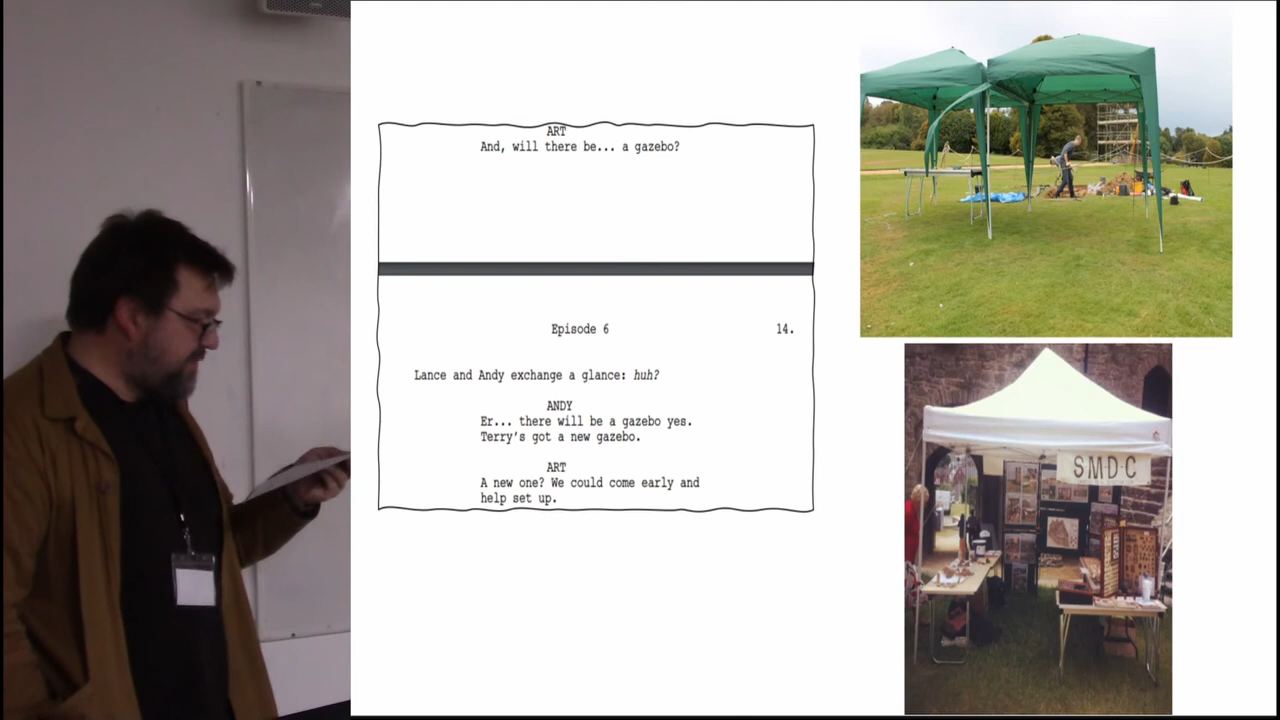 ART
And, will there be... a gazebo?
Episode 6 14.
Lance and Andy exchange a glance: huh?
ANDY
Er... there will be a gazebo yes.
Terry's got a new gazebo.
ART
A new one? We could come early and
help set up.
SMDC